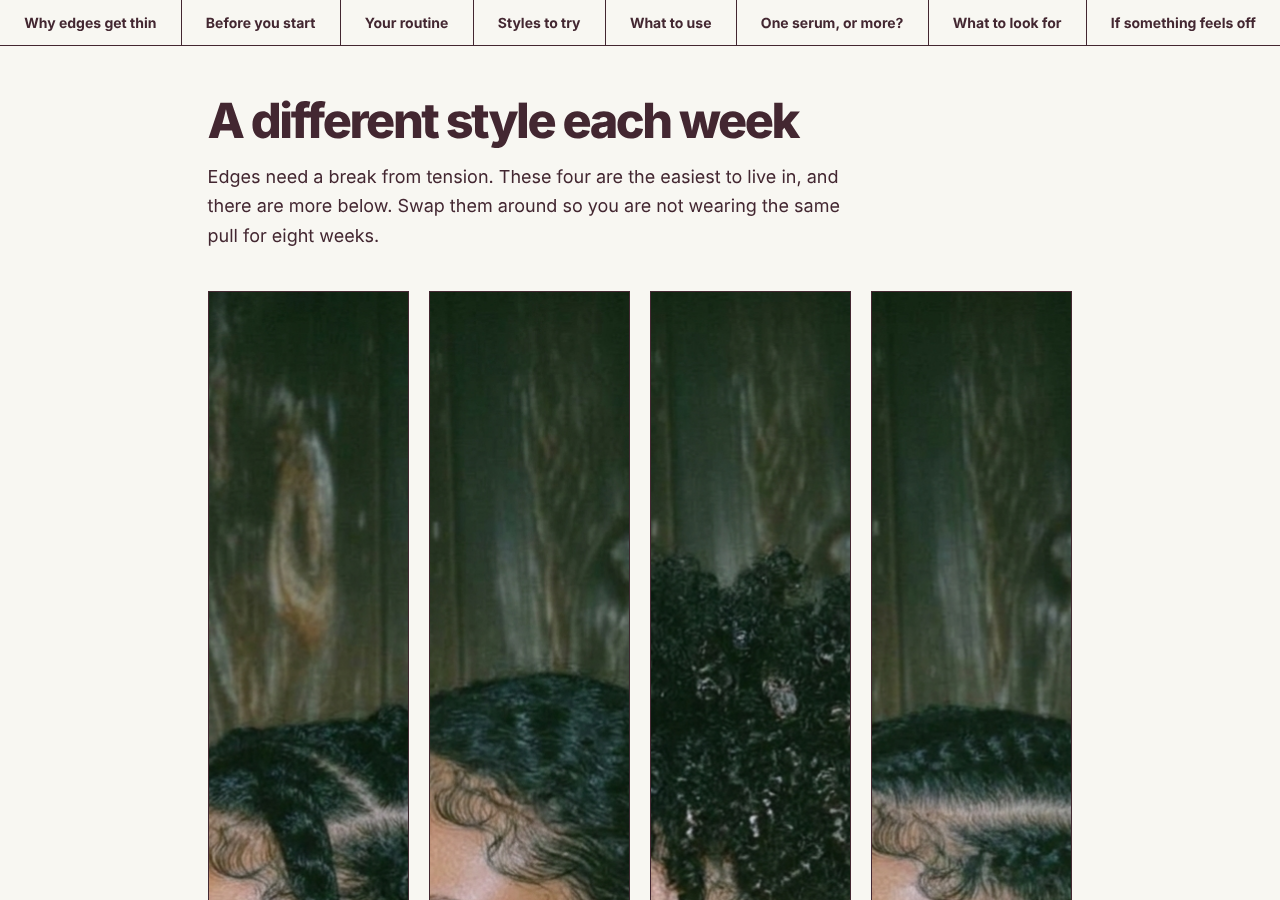 Why edges get thin
Before you start
Your routine
Styles to try
What to use
One serum, or more?
What to look for
If something feels off
A different style each week
Edges need a break from tension. These four are the easiest to live in, and
there are more below. Swap them around so you are not wearing the same
pull for eight weeks.